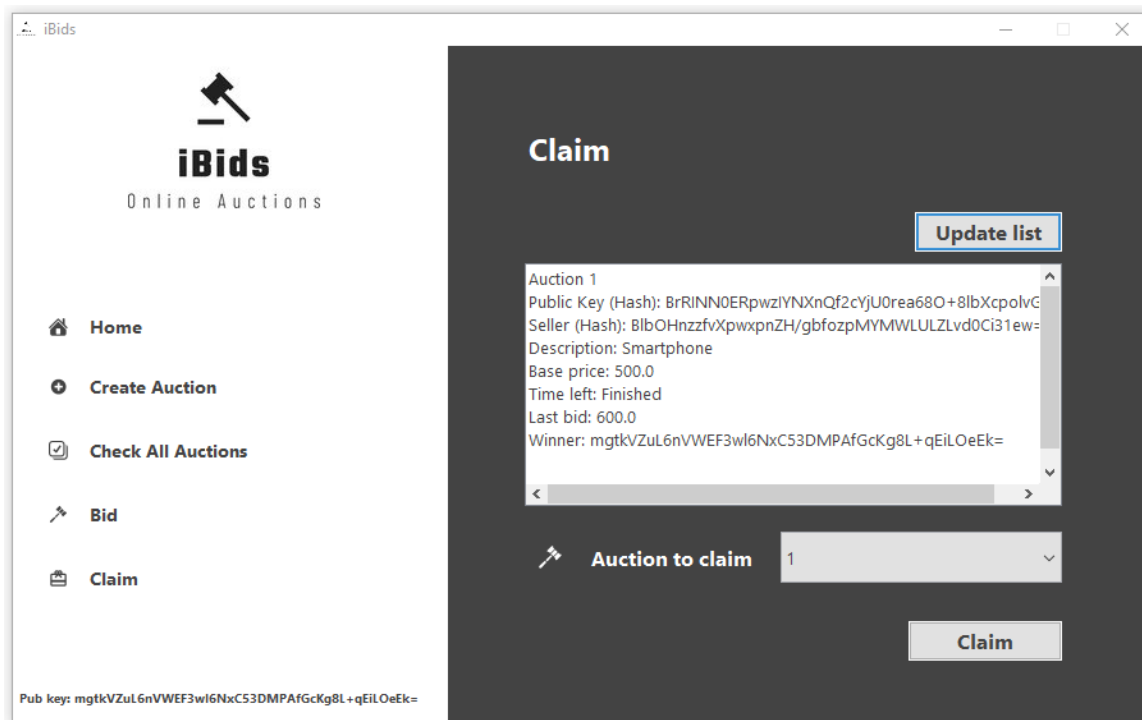 iBids
iBids
Online Auctions
Home
Create Auction
Check All Auctions
Bid
Claim
Pub key: mgtkVZuL6nVWEF3wl6NxC53DMPAfGcKg8L+qEiLOeEk=
Claim
Update list
Auction 1
Public Key (Hash): BrRINN0ERpwzIYNXnQf2cYjU0rea68O+8lbXcpolvG
Seller (Hash): BlbOHnzzfvXpwxpnZH/gbfozpMYMWLULZLvd0Ci31ew=
Description: Smartphone
Base price: 500.0
Time left: Finished
Last bid: 600.0
Winner: mgtkVZuL6nVWEF3wl6NxC53DMPAfGcKg8L+qEiLOeEk=
Auction to claim
1
Claim